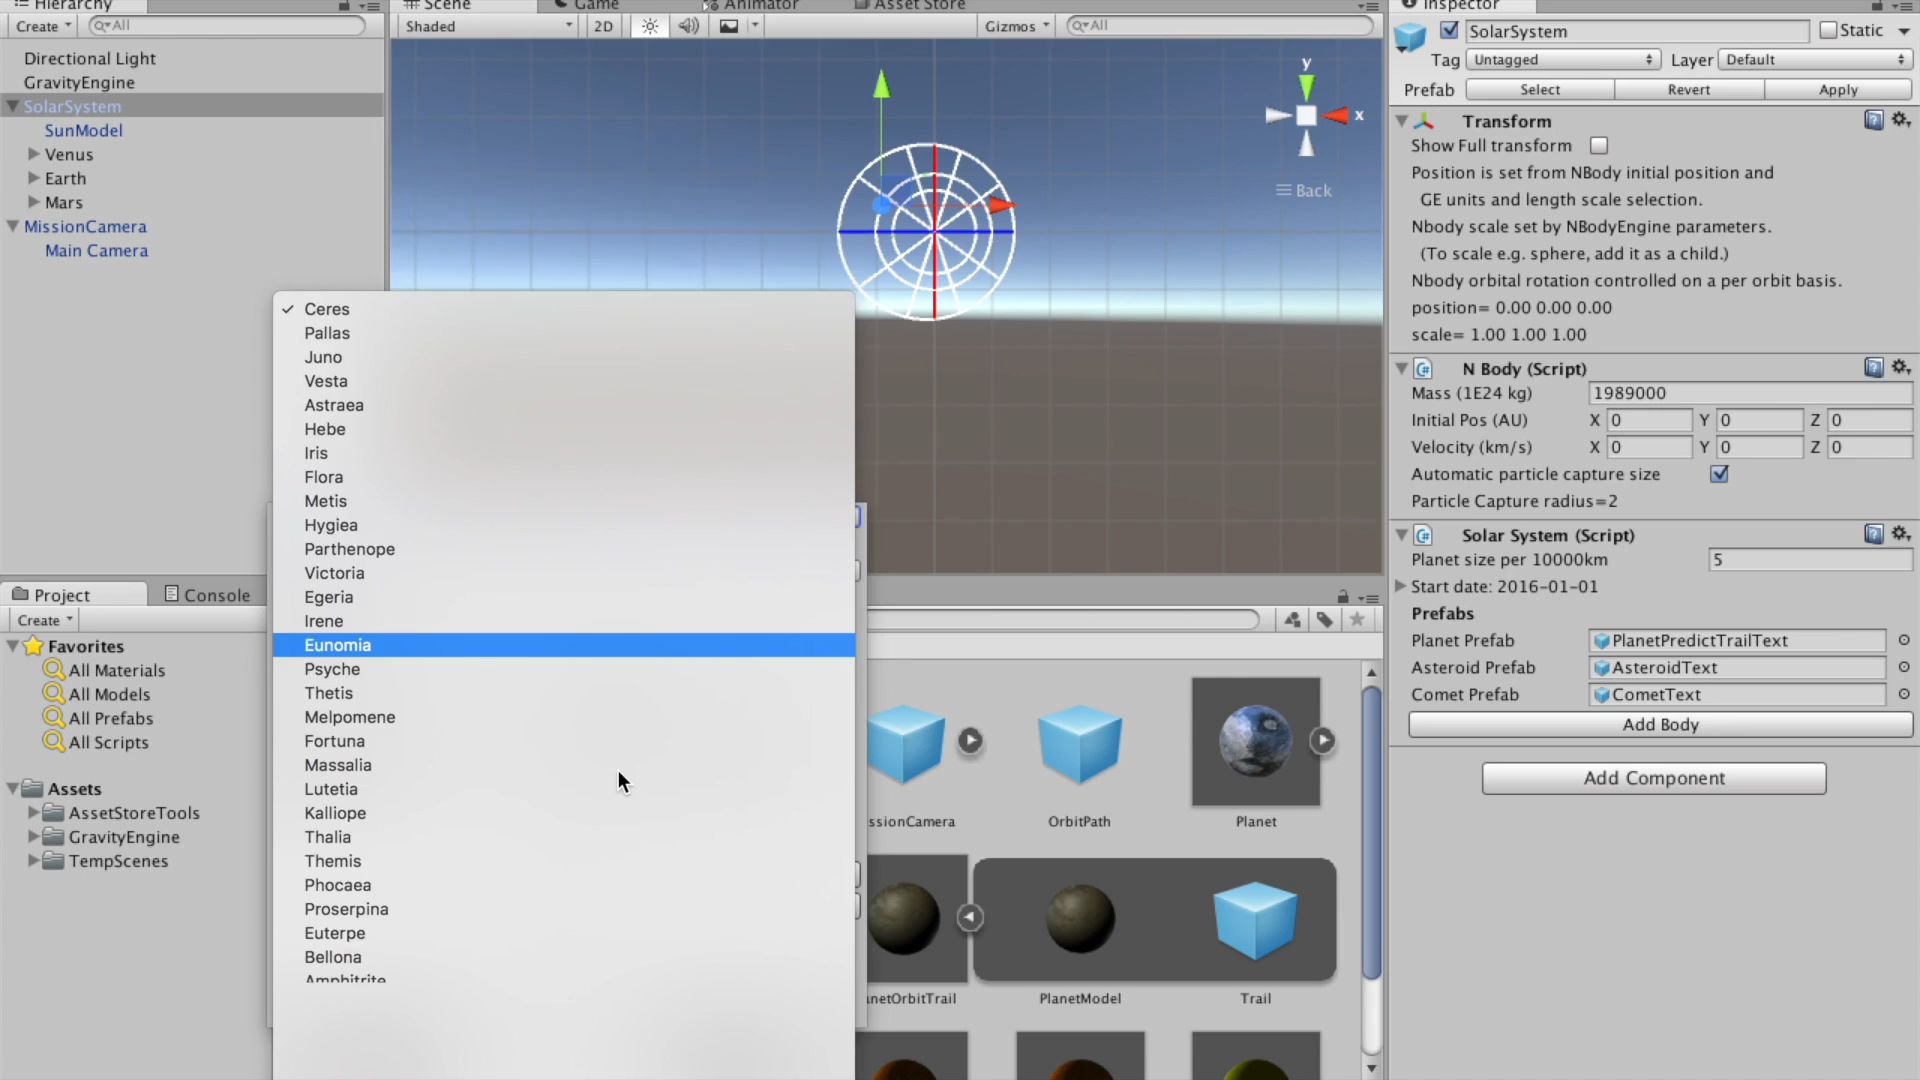 Hierarchy
Create
All
Directional Light
GravityEngine
SolarSystem
SunModel
Venus
Earth
Mars
MissionCamera
Main Camera
Scene
Game
Animator
Asset Store
Shaded
2D
Gizmos
All
y
x
Back
Ceres
Pallas
Juno
Vesta
Astraea
Hebe
Iris
Flora
Metis
Hygiea
Parthenope
Victoria
Egeria
Irene
Eunomia
Psyche
Thetis
Melpomene
Fortuna
Massalia
Lutetia
Kalliope
Thalia
Themis
Phocaea
Proserpina
Euterpe
Bellona
Amphitrite
Project
Console
Create
Favorites
All Materials
All Models
All Prefabs
All Scripts
Assets
AssetStoreTools
GravityEngine
TempScenes
ssionCamera
OrbitPath
Planet
netOrbitTrail
PlanetModel
Trail
Inspector
SolarSystem
Static
Tag Untagged Layer Default
Prefab Select Revert Apply
Transform
Show Full transform
Position is set from NBody initial position and
GE units and length scale selection.
Nbody scale set by NBodyEngine parameters.
(To scale e.g. sphere, add it as a child.)
Nbody orbital rotation controlled on a per orbit basis.
position= 0.00 0.00 0.00
scale= 1.00 1.00 1.00
N Body (Script)
Mass (1E24 kg) 1989000
Initial Pos (AU) X 0 Y 0 Z 0
Velocity (km/s) X 0 Y 0 Z 0
Automatic particle capture size
Particle Capture radius=2
Solar System (Script)
Planet size per 10000km 5
Start date: 2016-01-01
Prefabs
Planet Prefab PlanetPredictTrailText
Asteroid Prefab AsteroidText
Comet Prefab CometText
Add Body
Add Component